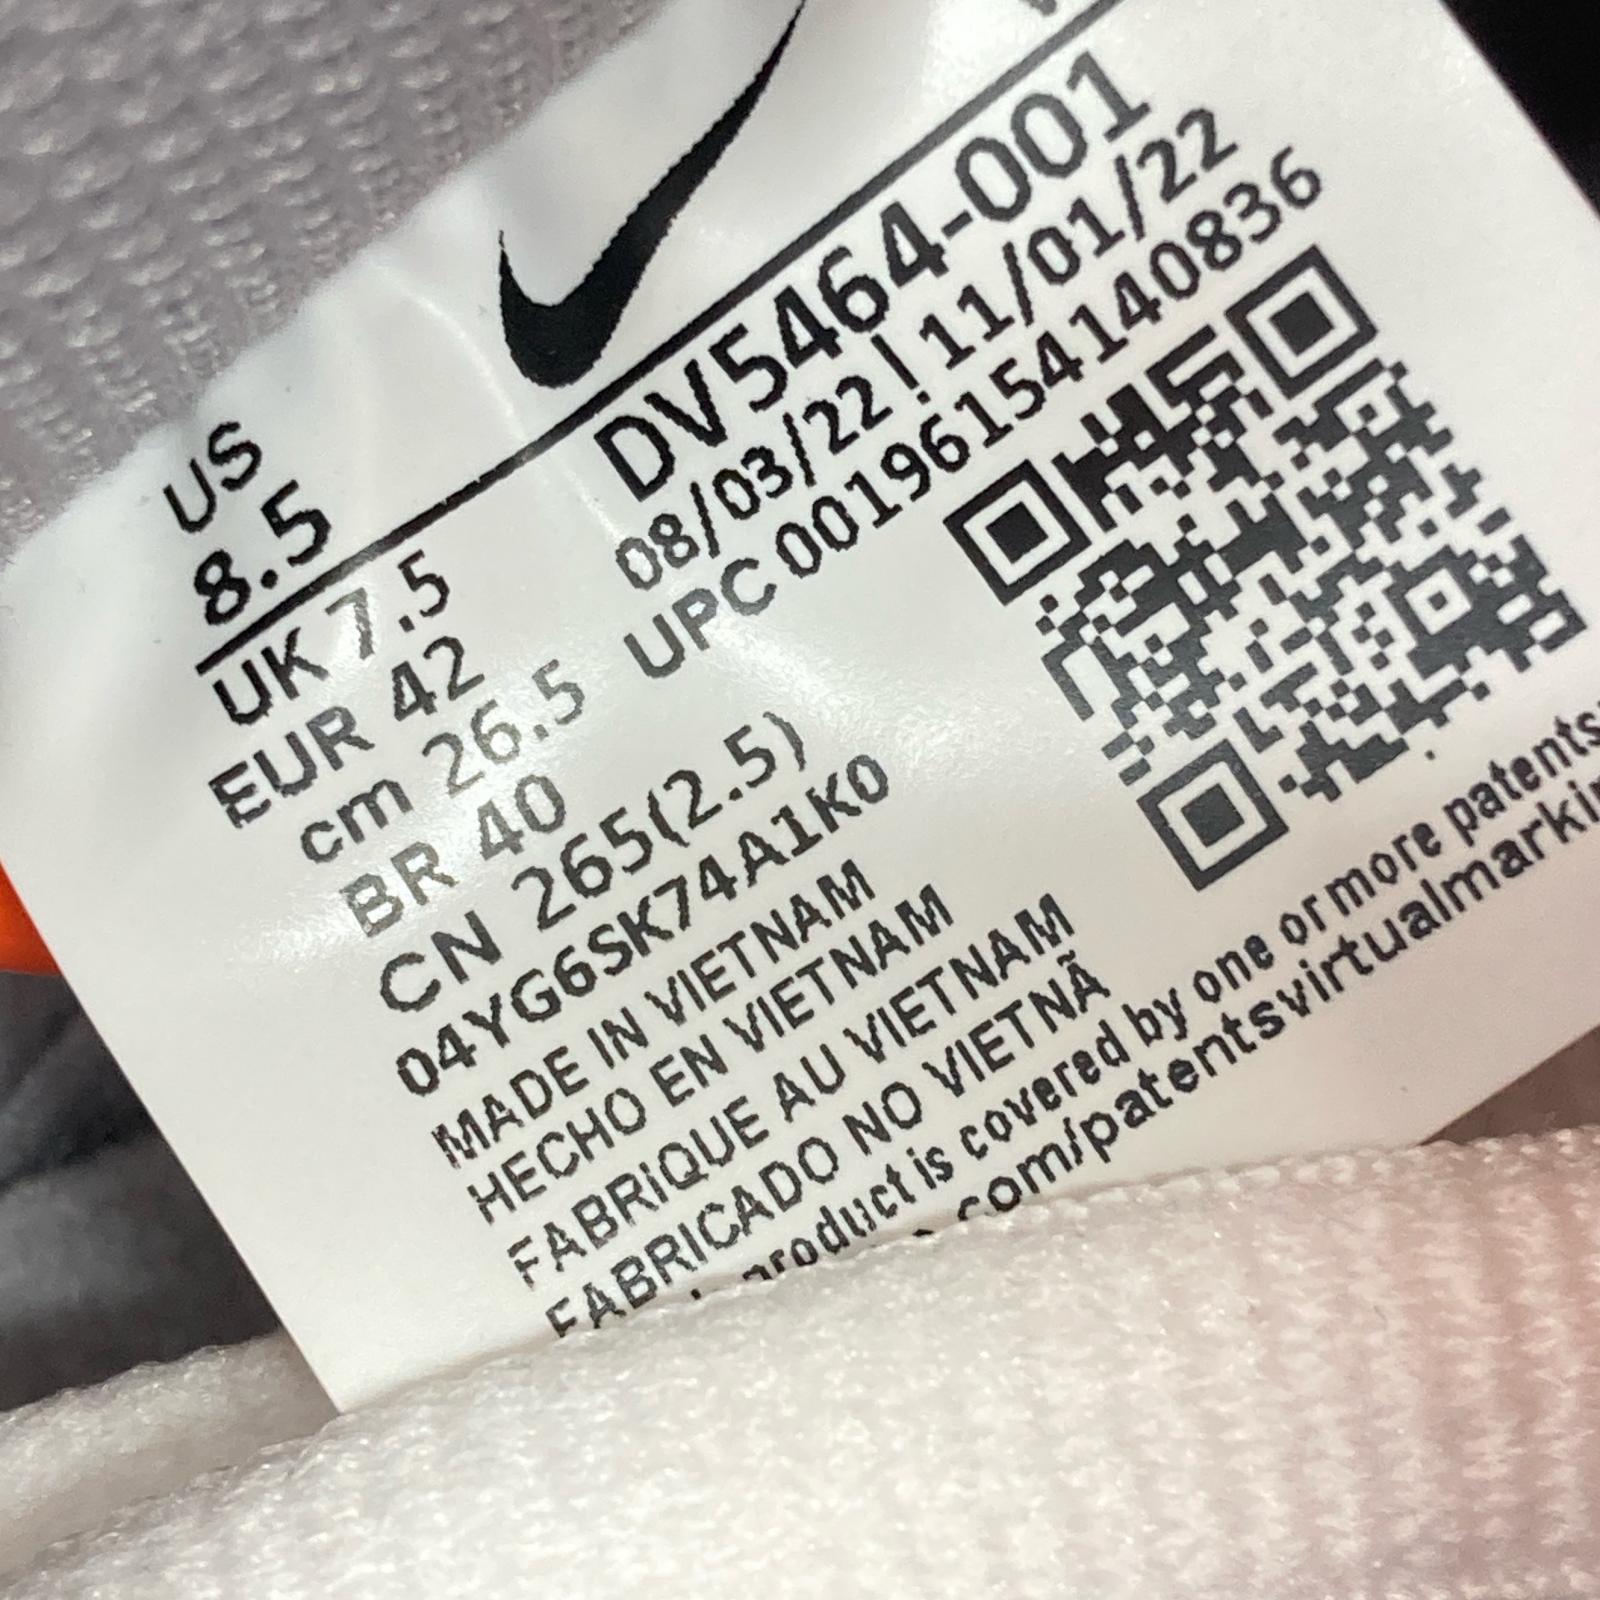 US
8.5
UK 7.5
EUR 42
cm 26.5
BR 40
CN 265(2.5)
04YG6SK74A1K0
DV5464-001
08/03/22 ! 11/01/22
UPC 00196154140836
MADE IN VIETNAM
HECHO EN VIETNAM
FABRIQUE AU VIETNAM
FABRICADO NO VIETNÃ
product is covered by one or more patents
.com/patentsvirtualmarkin